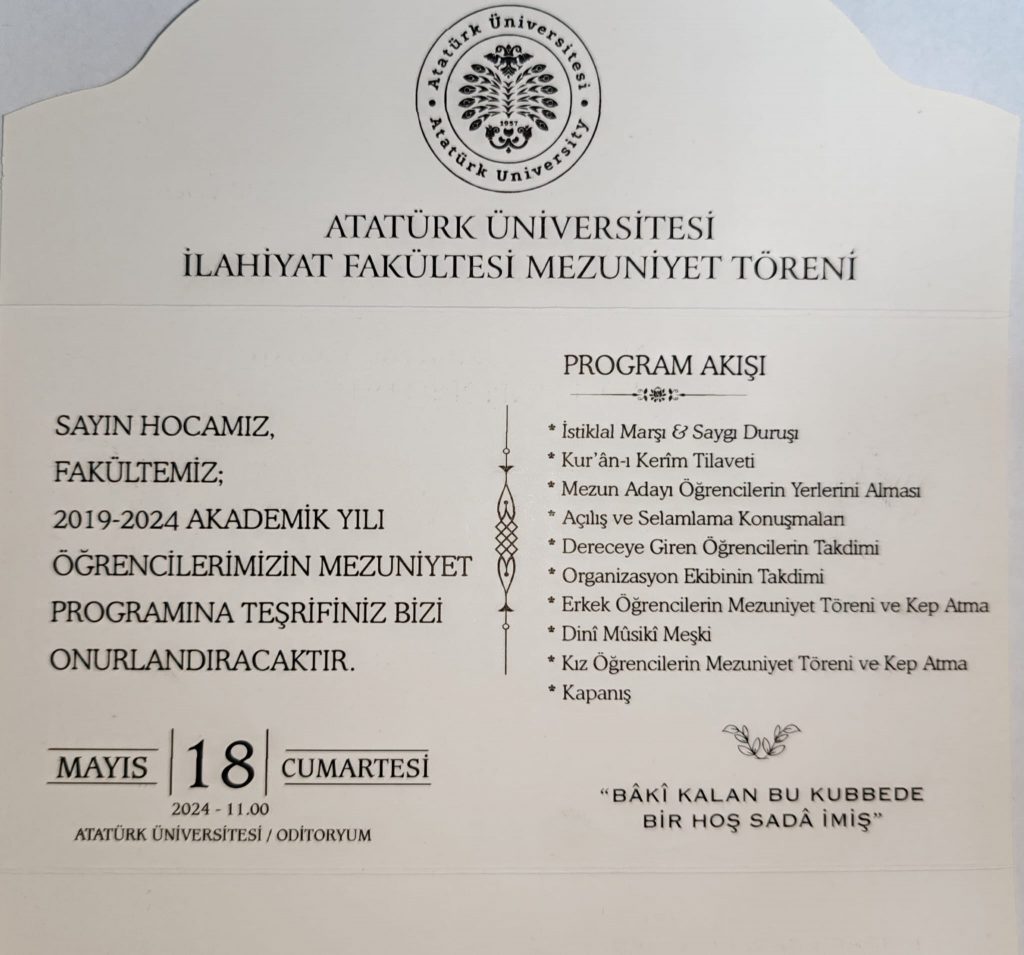 Atatürk Üniversitesi
1957
Atatürk University
ATATÜRK ÜNİVERSİTESİ
İLAHİYAT FAKÜLTESİ MEZUNİYET TÖRENİ
SAYIN HOCAMIZ,
FAKÜLTEMİZ;
2019-2024 AKADEMİK YILI
ÖĞRENCİLERİMİZİN MEZUNİYET
PROGRAMINA TEŞRİFİNİZ BİZİ
ONURLANDIRACAKTIR.
MAYIS 18 CUMARTESİ
2024 - 11.00
ATATÜRK ÜNİVERSİTESİ / ODİTORYUM
PROGRAM AKIŞI
* İstiklal Marşı & Saygı Duruşı
* Kur'ân-ı Kerîm Tilaveti
* Mezun Adayı Öğrencilerin Yerlerini Alması
* Açılış ve Selamlama Konuşmaları
* Dereceye Giren Öğrencilerin Takdimi
* Organizasyon Ekibinin Takdimi
* Erkek Öğrencilerin Mezuniyet Töreni ve Kep Atma
* Dinî Mûsikî Meşki
* Kız Öğrencilerin Mezuniyet Töreni ve Kep Atma
* Kapanış
“BÂKÎ KALAN BU KUBBEDE
BİR HOŞ SADÂ İMİŞ”